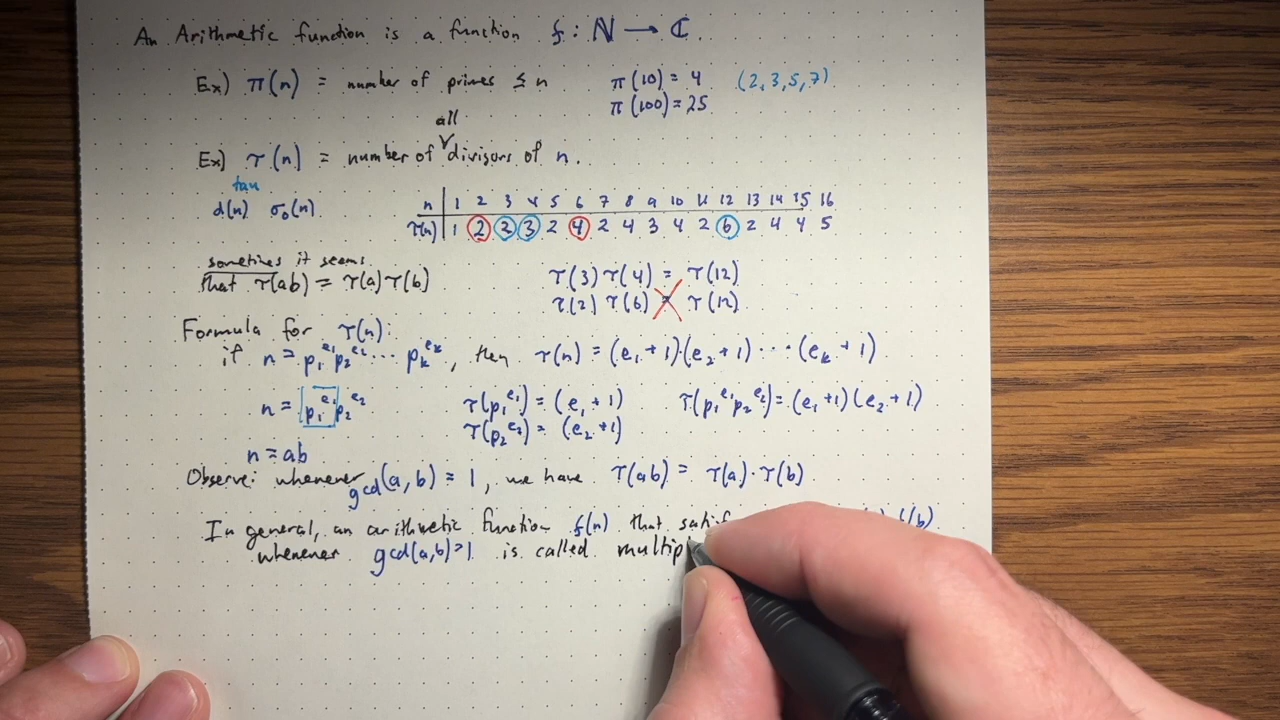 An Arithmetic function is a function f : ℕ → ℂ.
Ex) π(n) = number of primes ≤ n π(10) = 4 (2,3,5,7)
π(100) = 25
all
Ex) τ(n) = number of divisors of n.
tau
d(n) σ₀(n)
n 1 2 3 4 5 6 7 8 9 10 11 12 13 14 15 16
τ(n) 1 2 2 3 2 4 2 4 3 4 2 6 2 4 4 5
sometimes it seems
that τ(ab) = τ(a)τ(b)
τ(3) τ(4) = τ(12)
τ(2) τ(6) = τ(12)
Formula for τ(n):
if n = p₁^e₁ p₂^e₂ ... pₖ^eₖ, then τ(n) = (e₁+1)·(e₂+1) ··· (eₖ+1)
n = p₁^e₁ p₂^e₂ τ(p₁^e₁) = (e₁+1) τ(p₁^e₁ p₂^e₂) = (e₁+1)(e₂+1)
τ(p₂^e₂) = (e₂+1)
n = ab
Observe: whenever gcd(a,b) = 1, we have τ(ab) = τ(a)·τ(b)
In general, an arithmetic function f(n) that
whenever gcd(a,b)=1 is called multip